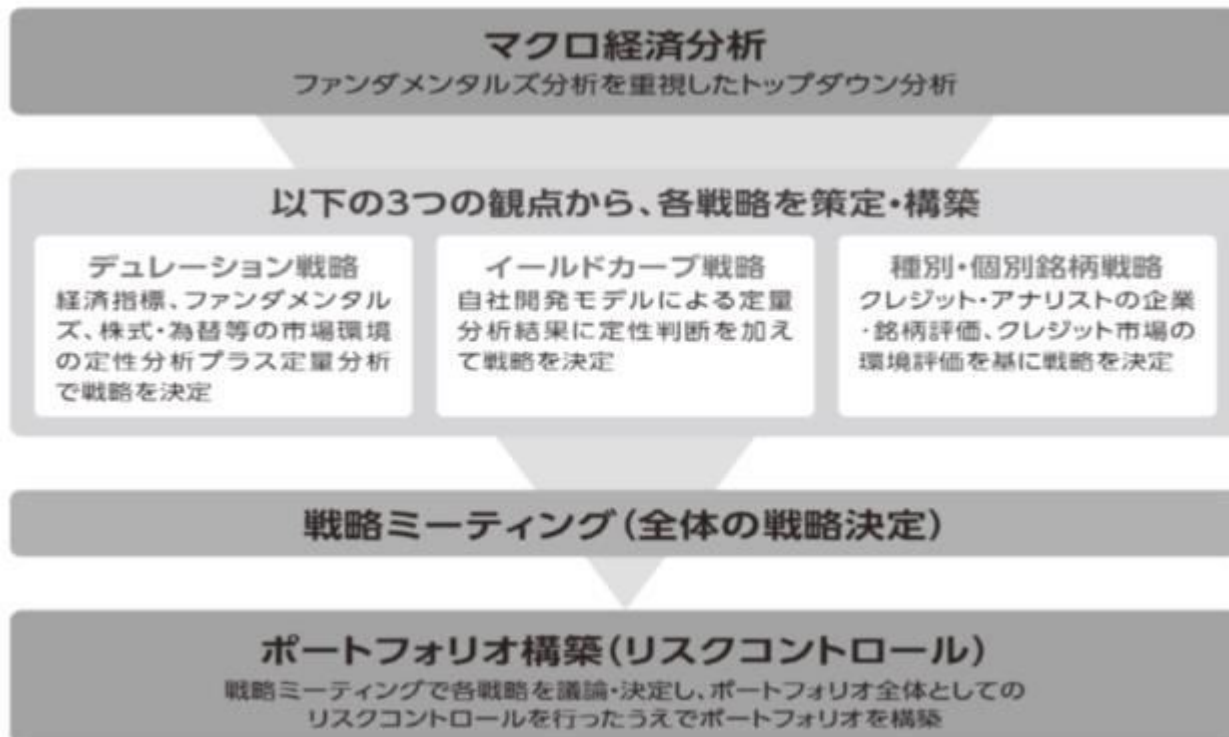 マクロ経済分析
ファンダメンタルズ分析を重視したトップダウン分析
以下の3つの観点から、各戦略を策定・構築
デュレーション戦略
経済指標、ファンダメンタル
ズ、株式・為替等の市場環境
の定性分析プラス定量分析
で戦略を決定
イールドカーブ戦略
自社開発モデルによる定量
分析結果に定性判断を加え
て戦略を決定
種別・個別銘柄戦略
クレジット・アナリストの企業
・銘柄評価、クレジット市場の
環境評価を基に戦略を決定
戦略ミーティング(全体の戦略決定)
ポートフォリオ構築(リスクコントロール)
戦略ミーティングで各戦略を議論・決定し、ポートフォリオ全体としての
リスクコントロールを行ったうえでポートフォリオを構築